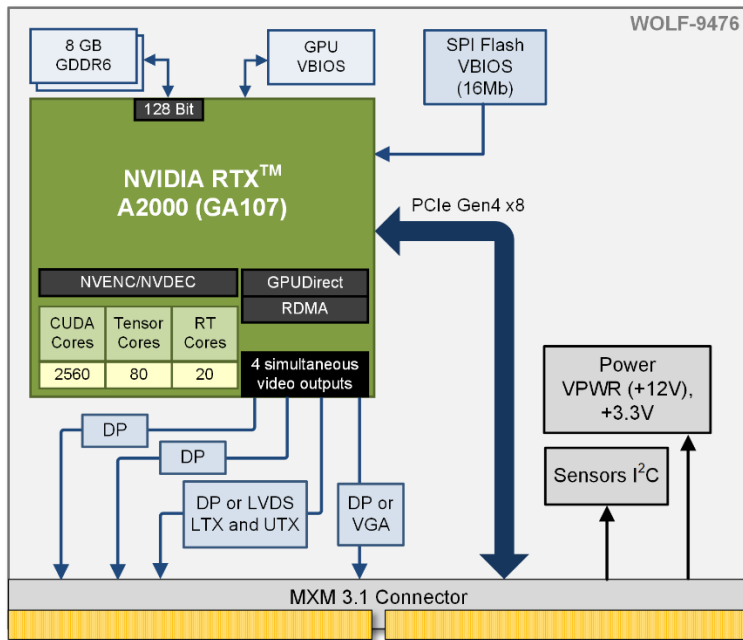 WOLF-9476
8 GB
GDDR6
GPU
VBIOS
SPI Flash
VBIOS
(16Mb)
128 Bit
NVIDIA RTX™
A2000 (GA107)
PCIe Gen4 x8
NVENC/NVDEC
GPUDirect
RDMA
CUDA
Cores
Tensor
Cores
RT
Cores
2560
80
20
4 simultaneous
video outputs
Power
VPWR (+12V),
+3.3V
DP
DP
Sensors I²C
DP or LVDS
LTX and UTX
DP or
VGA
MXM 3.1 Connector